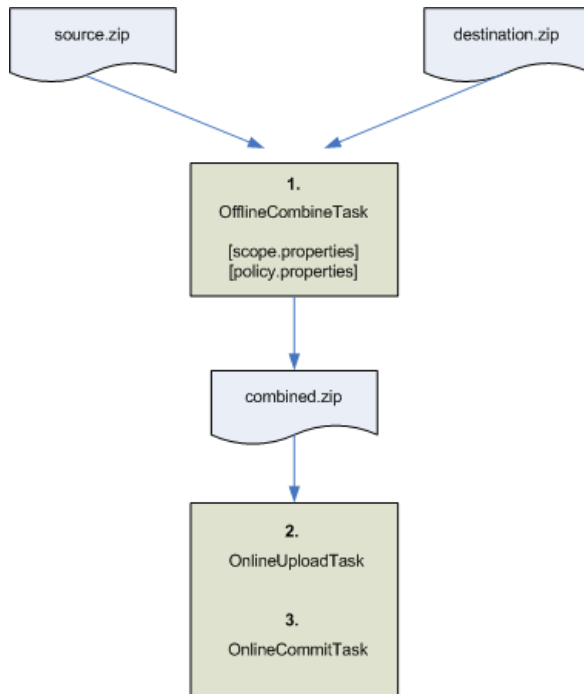 source.zip
destination.zip
1.
OfflineCombineTask
[scope.properties]
[policy.properties]
combined.zip
2.
OnlineUploadTask
3.
OnlineCommitTask